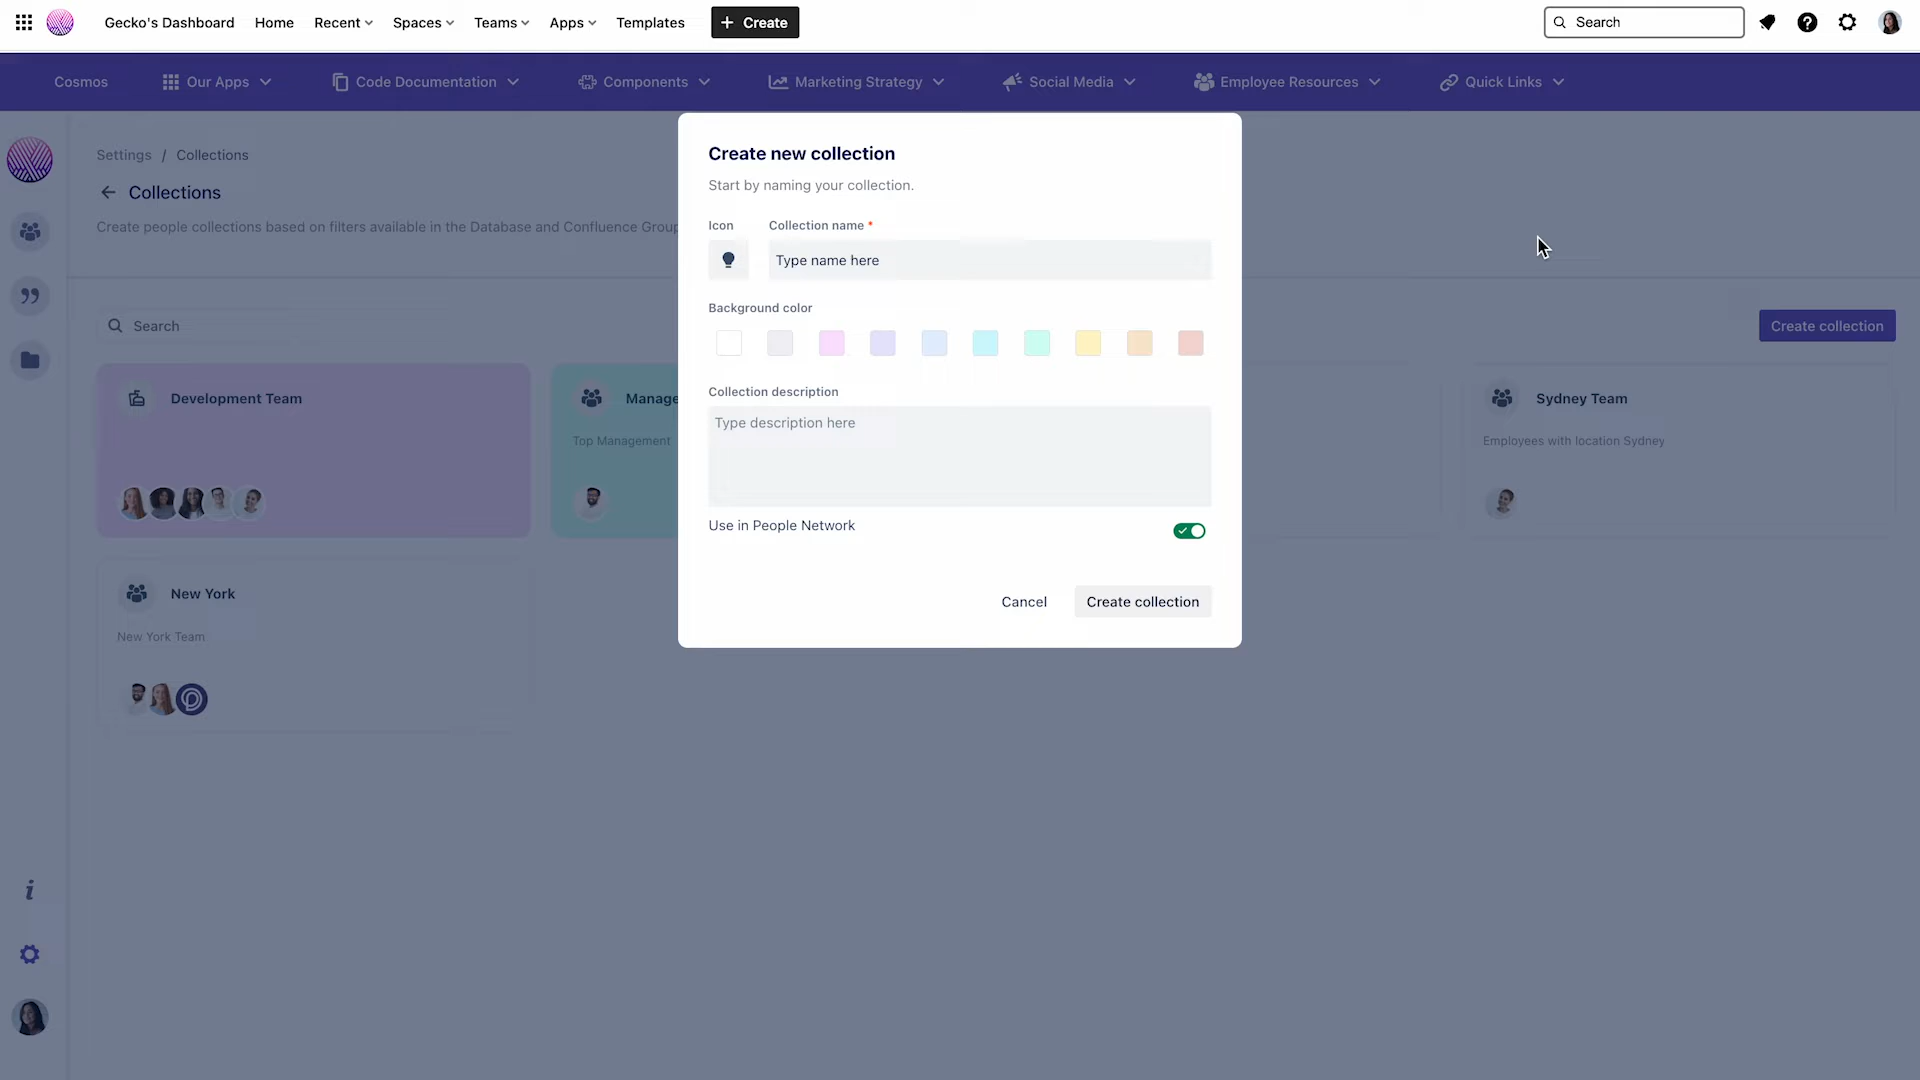 Gecko's Dashboard Home Recent Spaces Teams Apps Templates + Create Search
Cosmos Our Apps Code Documentation Components Marketing Strategy Social Media Employee Resources Quick Links
Settings / Collections
Collections
Create people collections based on filters available in the Database and Confluence Group
Search
Create collection
Development Team
Manage
Top Management
Sydney Team
Employees with location Sydney
New York
New York Team
Create new collection
Start by naming your collection.
Icon Collection name *
Type name here
Background color
Collection description
Type description here
Use in People Network
Cancel Create collection